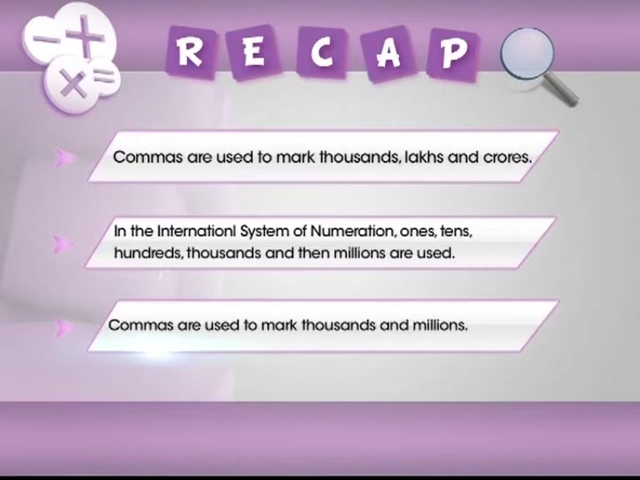 RECAP
Commas are used to mark thousands, lakhs and crores.
In the Internationl System of Numeration, ones, tens,
hundreds, thousands and then millions are used.
Commas are used to mark thousands and millions.